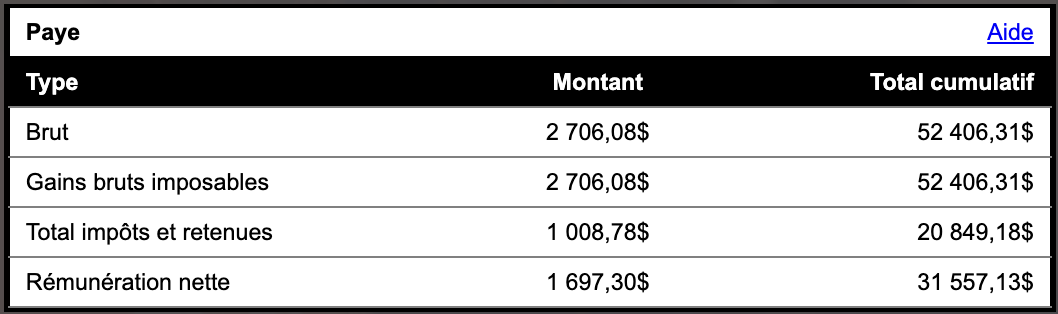 Paye Aide
Type Montant Total cumulatif
Brut 2 706,08$ 52 406,31$
Gains bruts imposables 2 706,08$ 52 406,31$
Total impôts et retenues 1 008,78$ 20 849,18$
Rémunération nette 1 697,30$ 31 557,13$